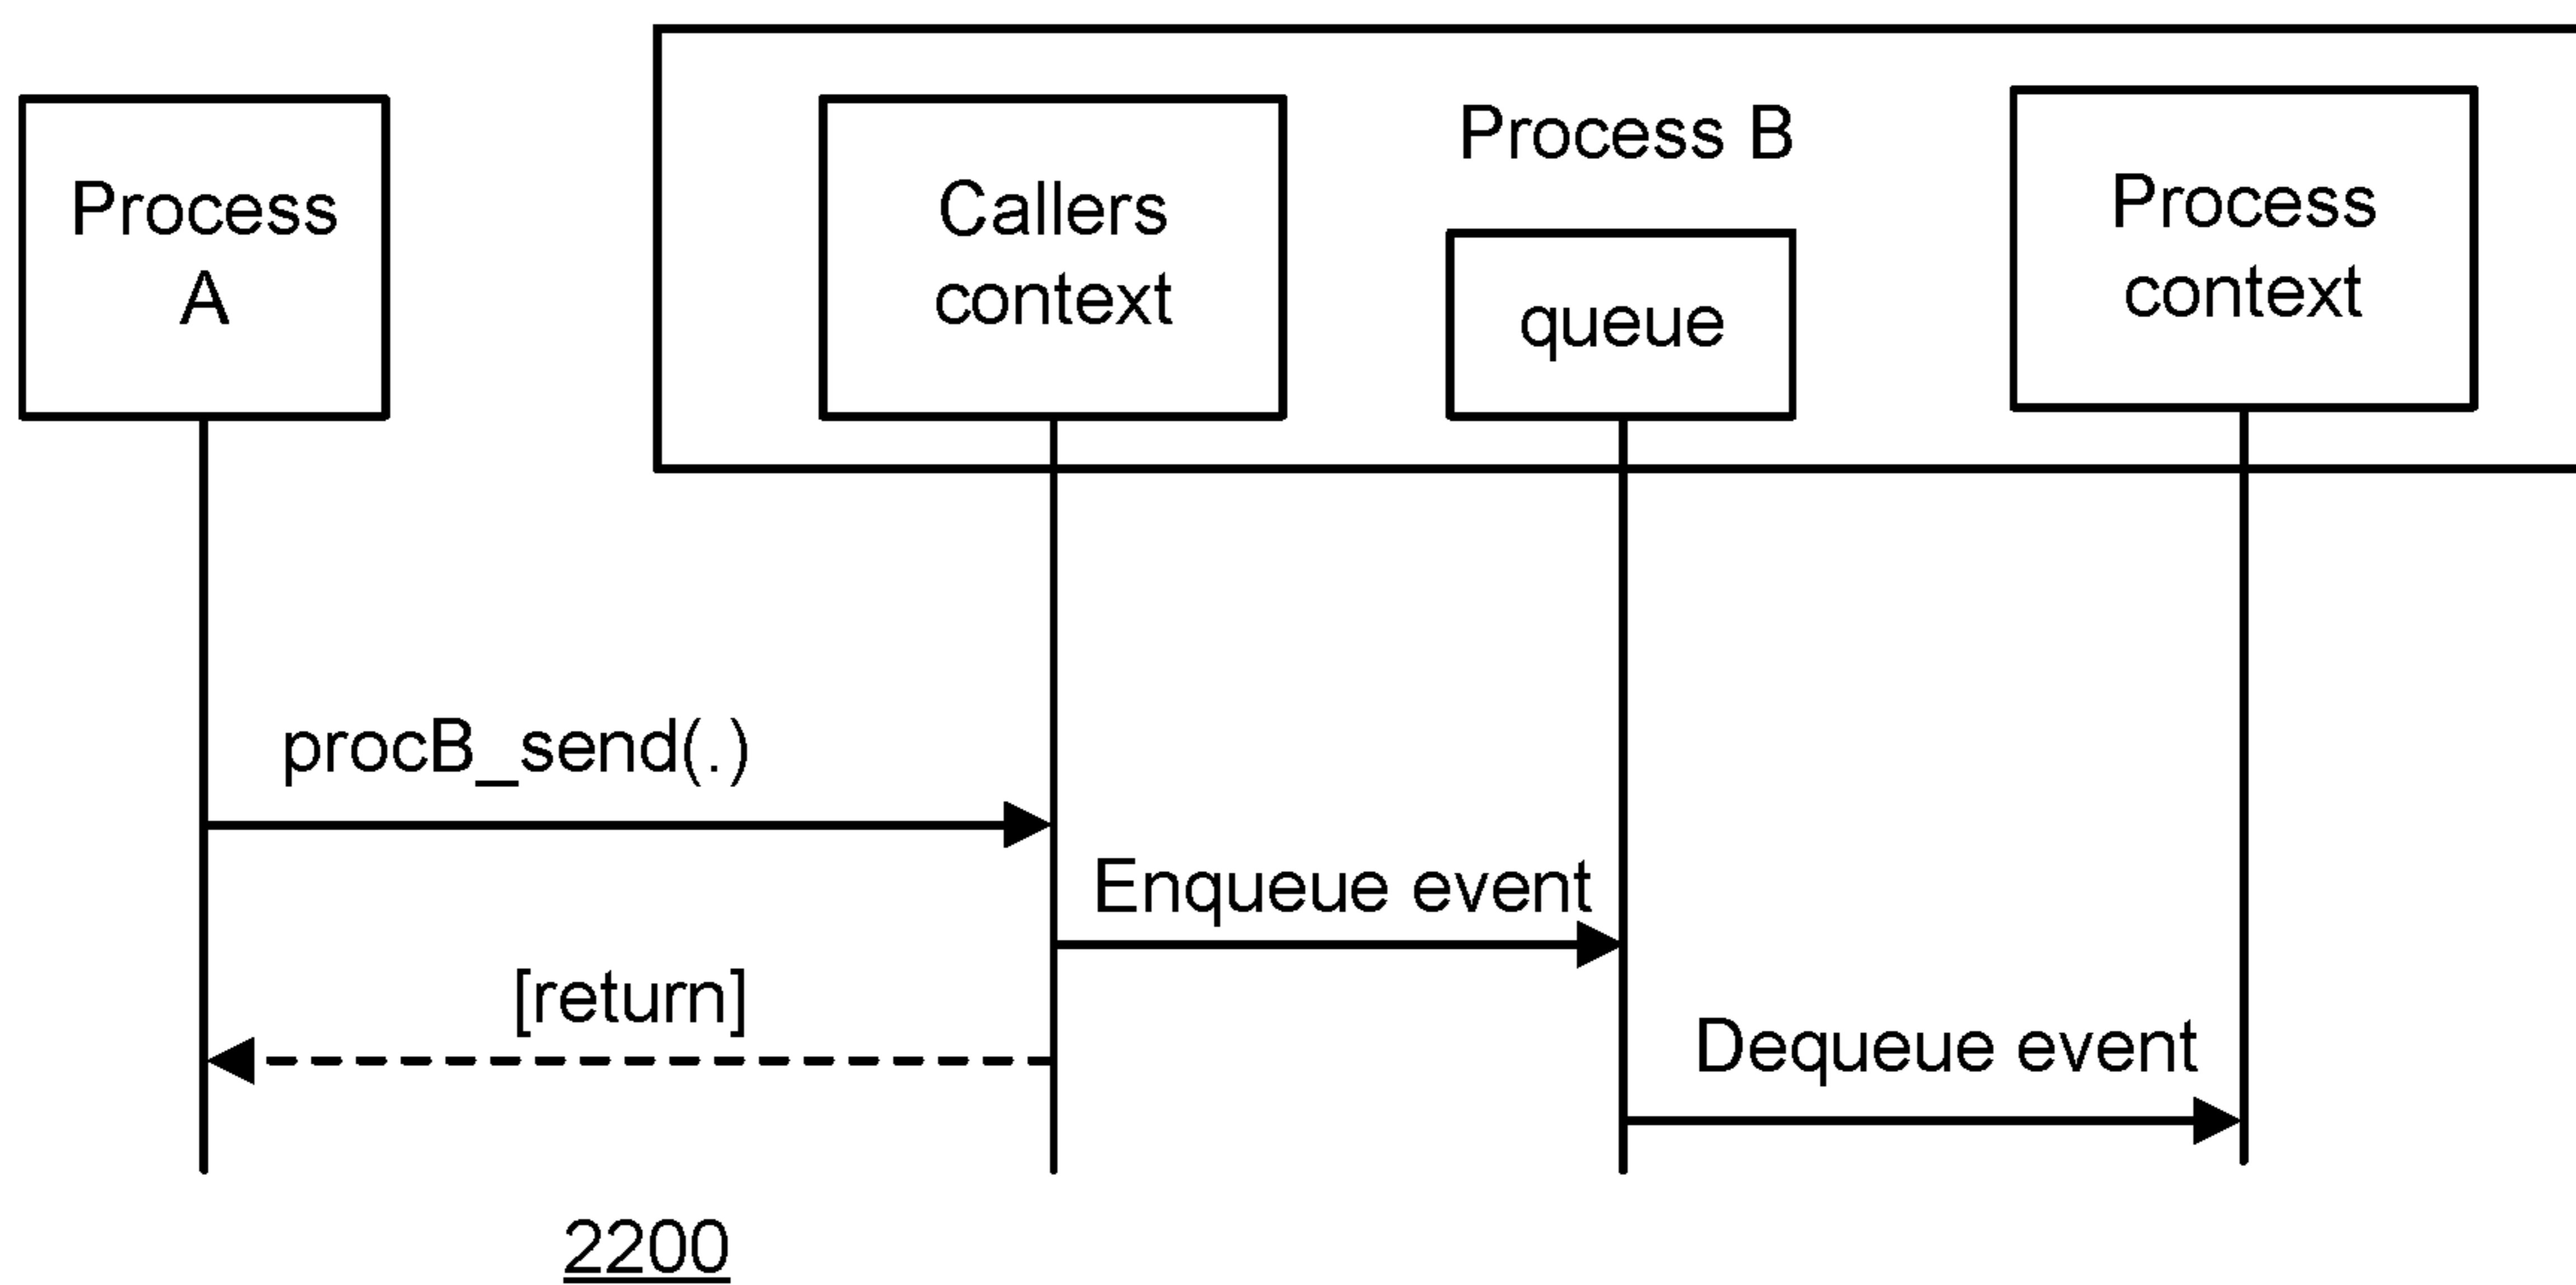 Process
A
Callers
context
Process B
queue
Process
context
procB_send(.)
Enqueue event
[return]
Dequeue event
2200